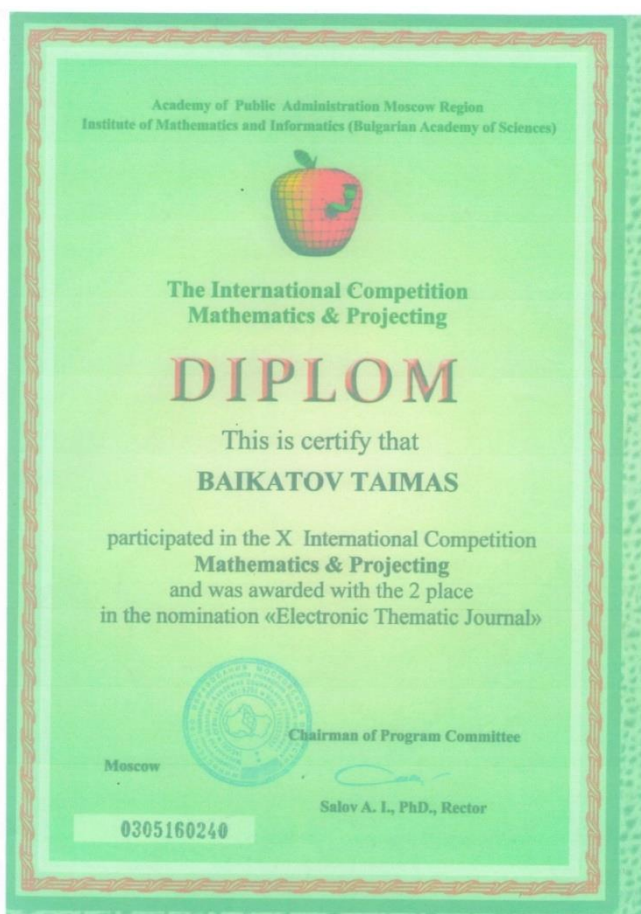 Academy of Public Administration Moscow Region
Institute of Mathematics and Informatics (Bulgarian Academy of Sciences)
The International Competition
Mathematics & Projecting
DIPLOM
This is certify that
BAIKATOV TAIMAS
participated in the X International Competition
Mathematics & Projecting
and was awarded with the 2 place
in the nomination «Electronic Thematic Journal»
Chairman of Program Committee
Moscow
Salov A. I., PhD., Rector
0305160240